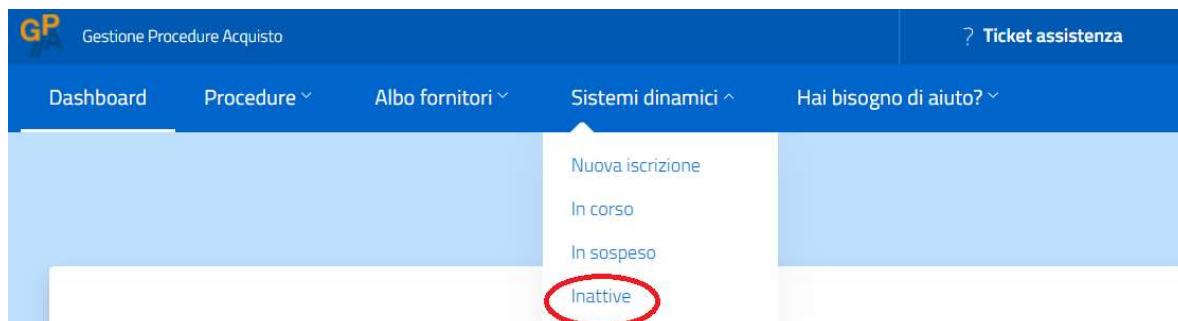 GPA Gestione Procedure Acquisto ? Ticket assistenza
Dashboard Procedure Albo fornitori Sistemi dinamici Hai bisogno di aiuto?
Nuova iscrizione
In corso
In sospeso
Inattive